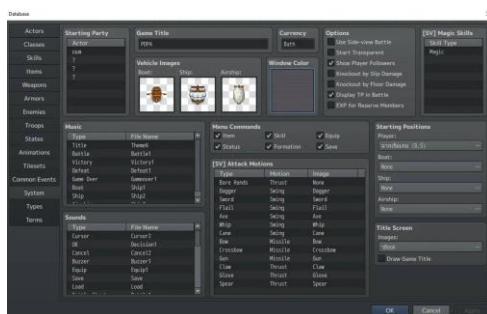 Database
Actors
Classes
Skills
Items
Weapons
Armors
Enemies
Troops
States
Animations
Tilesets
Common Events
System
Types
Terms
Starting Party
Actor
?
?
?
Game Title
Currency
Baht
Vehicle Images
Boat:
Ship:
Airship:
Window Color
Options
Use Side-view Battle
Start Transparent
Show Player Followers
Knockout by Slip Damage
Knockout by Floor Damage
Display TP in Battle
EXP for Reserve Members
[SV] Magic Skills
Skill Type
Magic
Music
Type File Name
Title Theme6
Battle Battle1
Victory Victory1
Defeat Defeat1
Game Over Gameover1
Boat Ship1
Ship Ship2
Sounds
Type File Name
Cursor Cursor2
OK Decision1
Cancel Cancel2
Buzzer Buzzer1
Equip Equip1
Save Save
Load Load
Menu Commands
Item Skill Equip
Status Formation Save
[SV] Attack Motions
Type Motion Image
Bare Hands Thrust None
Dagger Swing Dagger
Sword Swing Sword
Flail Swing Flail
Axe Swing Axe
Whip Swing Whip
Cane Swing Cane
Bow Missile Bow
Crossbow Missile Crossbow
Gun Missile Gun
Claw Thrust Claw
Glove Thrust Glove
Spear Thrust Spear
Starting Positions
Player:
Boat:
None
Ship:
None
Airship:
None
Title Screen
Images:
Draw Game Title
OK Cancel Apply